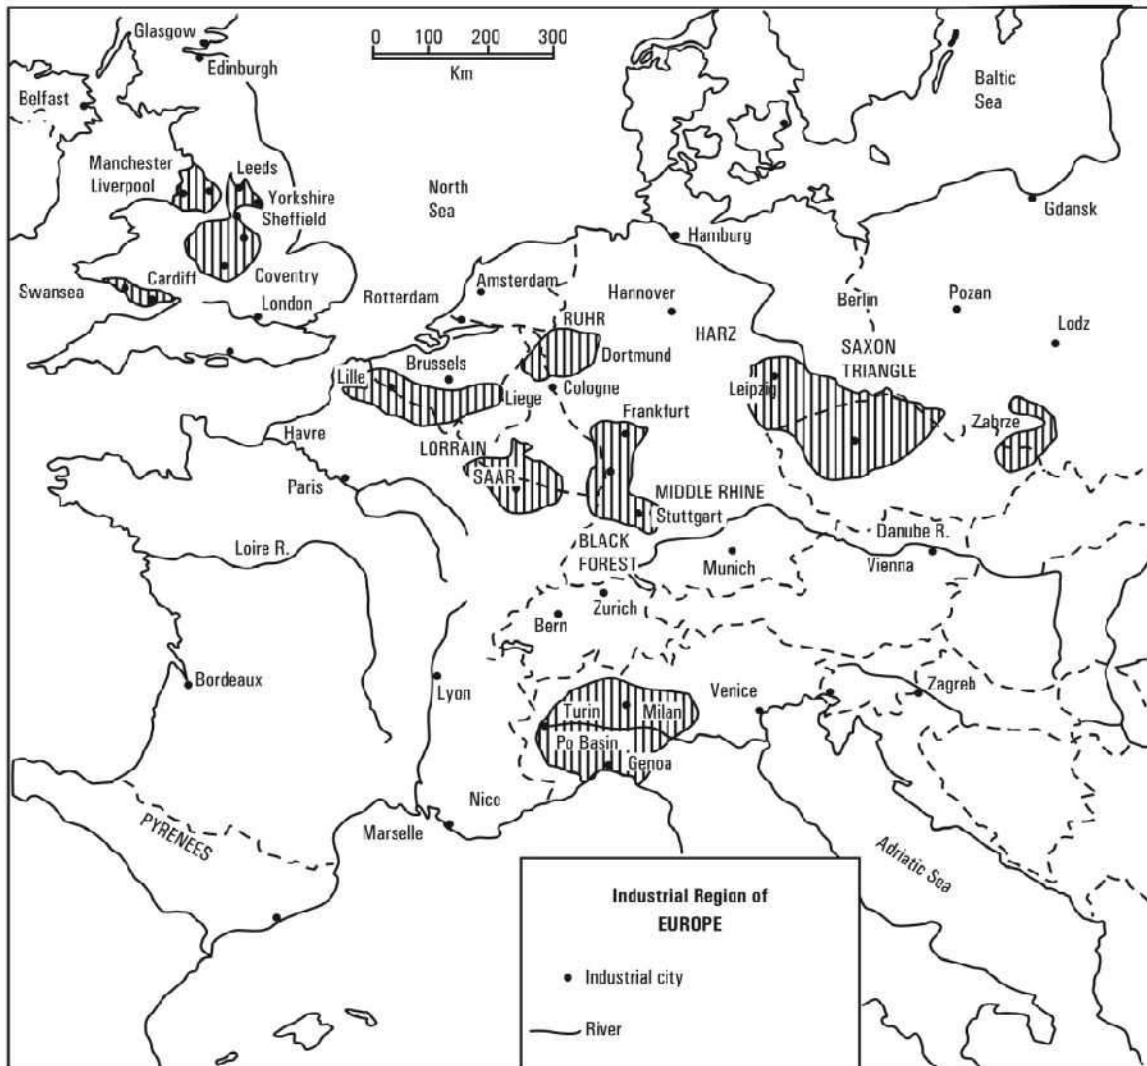 Glasgow
Edinburgh
0 100 200 300
Km
Belfast
Baltic
Sea
Manchester
Liverpool
Leeds
Yorkshire
Sheffield
North
Sea
Gdansk
Hamburg
Swansea
Cardiff
Coventry
London
Amsterdam
Rotterdam
Hannover
Berlin
Pozan
Lodz
RUHR
Dortmund
HARZ
SAXON
TRIANGLE
Brussels
Lille
Liege
Cologne
Leipzig
Frankfurt
Zabrze
Havre
LORRAIN
SAAR
Paris
MIDDLE RHINE
Stuttgart
Loire R.
BLACK
FOREST
Munich
Danube R.
Vienna
Zurich
Bern
Bordeaux
Lyon
Venice
Zagreb
Turin
Milan
Po Basin
Genoa
Nico
Marselle
PYRENEES
Adriatic Sea
Industrial Region of
EUROPE
Industrial city
River